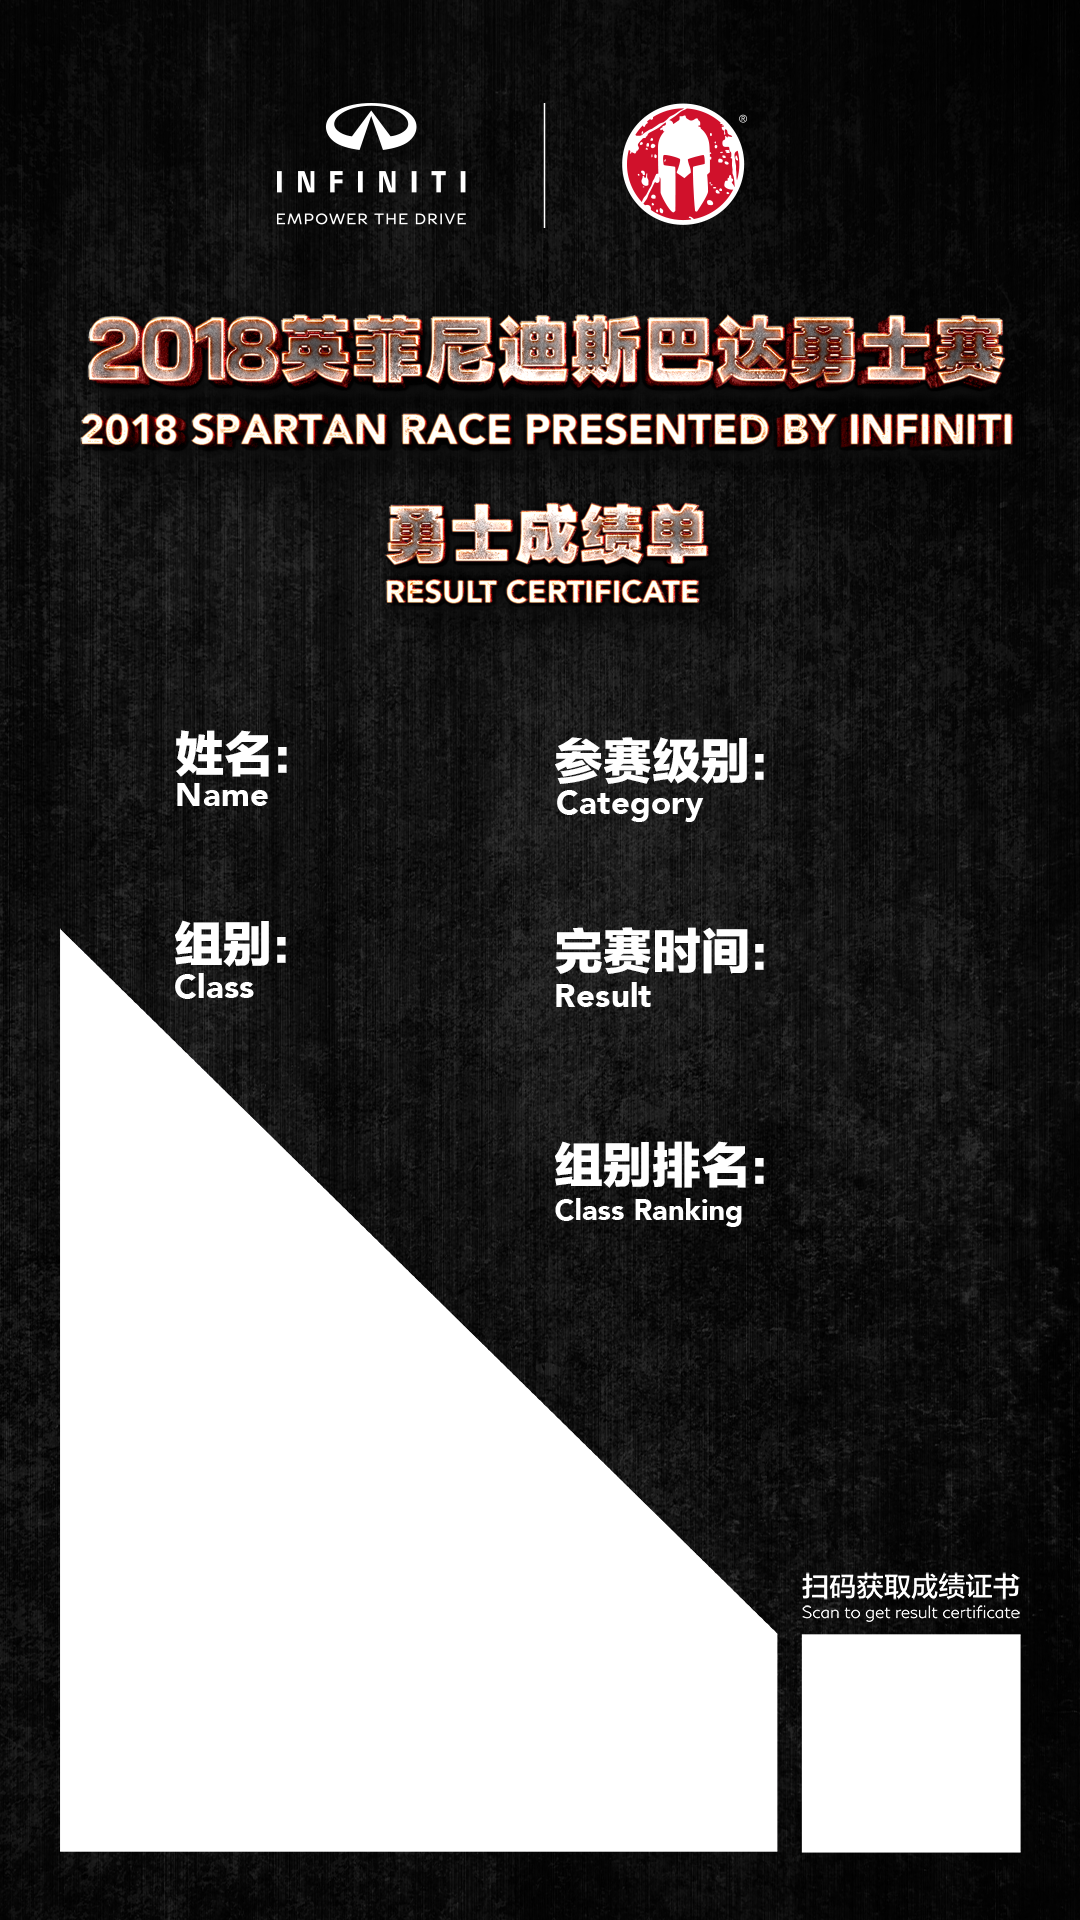 INFINITI
EMPOWER THE DRIVE
®
2018英菲尼迪斯巴达勇士赛
2018 SPARTAN RACE PRESENTED BY INFINITI
勇士成绩单
RESULT CERTIFICATE
姓名:
Name
参赛级别:
Category
组别:
Class
完赛时间:
Result
组别排名:
Class Ranking
扫码获取成绩证书
Scan to get result certificate